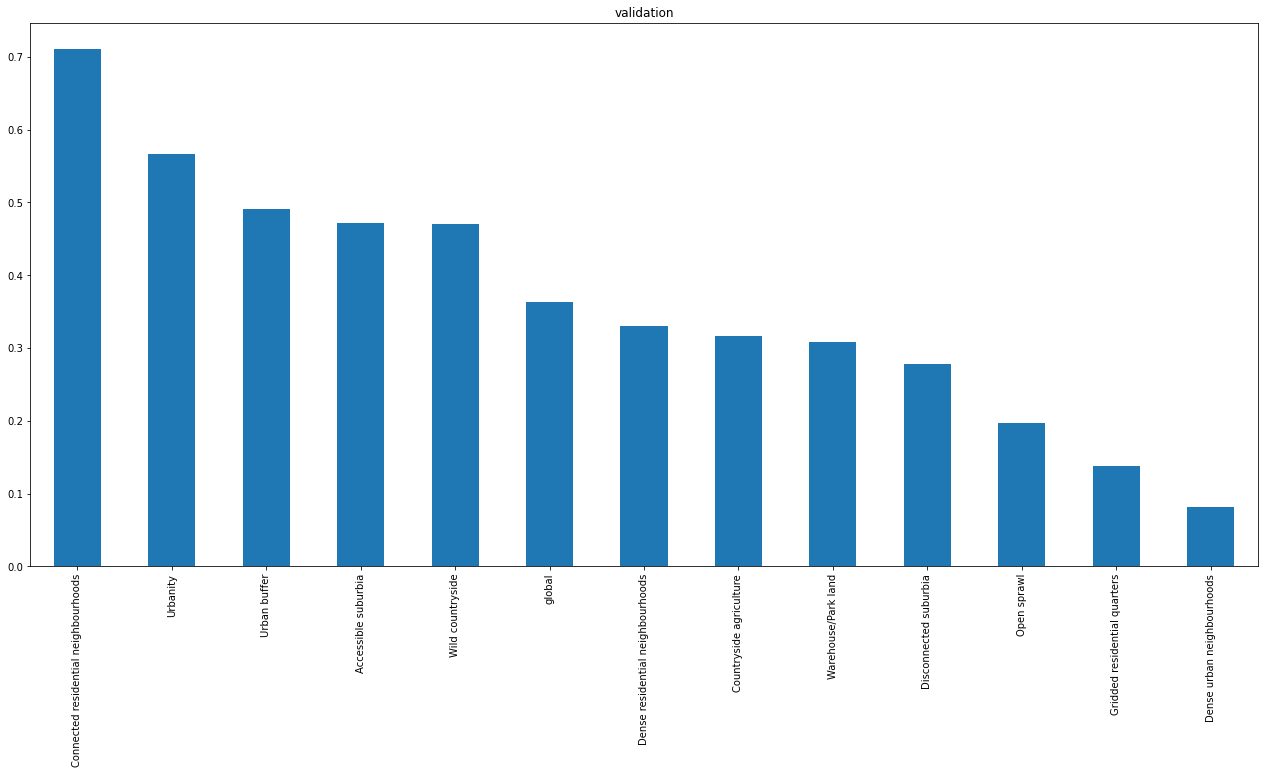 validation
0.7
0.6
0.5
0.4
0.3
0.2
0.1
0.0
Connected residential neighbourhoods
Urbanity
Urban buffer
Accessible suburbia
Wild countryside
global
Dense residential neighbourhoods
Countryside agriculture
Warehouse/Park land
Disconnected suburbia
Open sprawl
Gridded residential quarters
Dense urban neighbourhoods